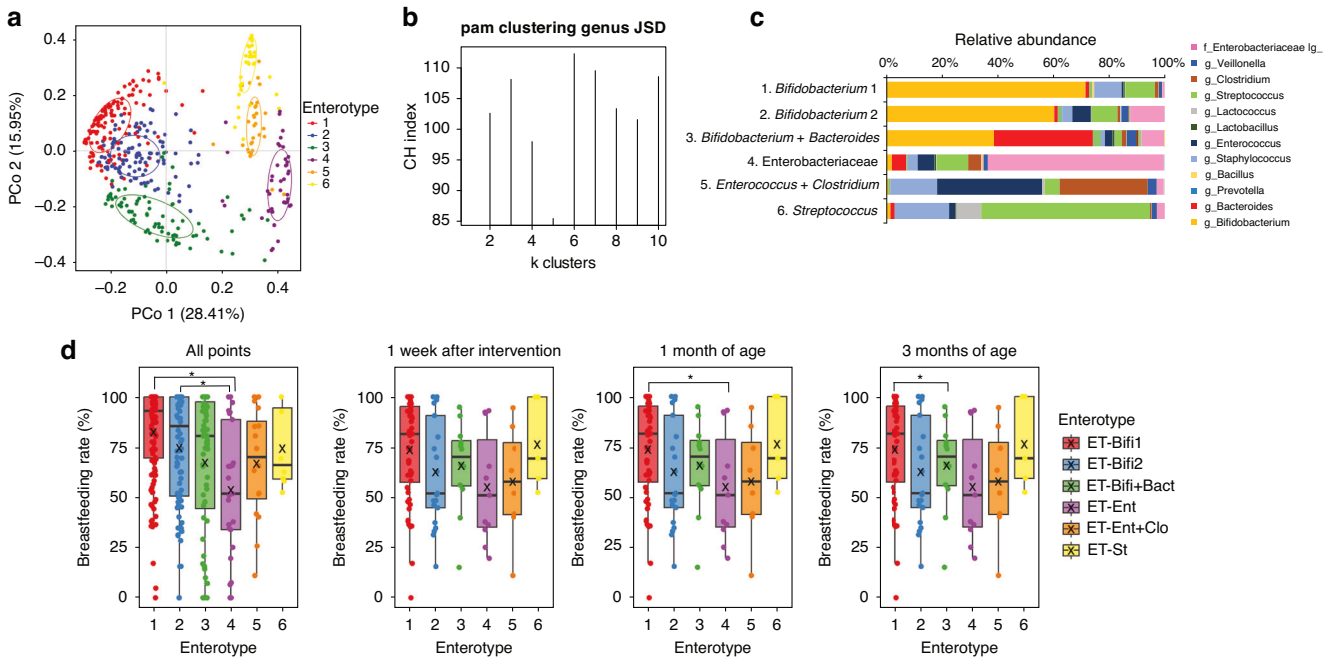 a
0.4
0.2
0.0
−0.2
−0.4
−0.2
0.0
0.2
0.4
PCo 2 (15.95%)
PCo 1 (28.41%)
Enterotype
1
2
3
4
5
6
b
pam clustering genus JSD
110
105
100
95
90
85
CH index
2
4
6
8
10
k clusters
c
Relative abundance
0%
20%
40%
60%
80%
100%
1. Bifidobacterium 1
2. Bifidobacterium 2
3. Bifidobacterium + Bacteroides
4. Enterobacteriaceae
5. Enterococcus + Clostridium
6. Streptococcus
f_Enterobacteriaceae lg_
g_Veillonella
g_Clostridium
g_Streptococcus
g_Lactococcus
g_Lactobacillus
g_Enterococcus
g_Staphylococcus
g_Bacillus
g_Prevotella
g_Bacteroides
g_Bifidobacterium
d
All points
*
*
100
75
50
25
0
Breastfeeding rate (%)
1 2 3 4 5 6
Enterotype
1 week after intervention
100
75
50
25
0
Breastfeeding rate (%)
1 2 3 4 5 6
Enterotype
1 month of age
*
100
75
50
25
0
Breastfeeding rate (%)
1 2 3 4 5 6
Enterotype
3 months of age
*
100
75
50
25
0
Breastfeeding rate (%)
1 2 3 4 5 6
Enterotype
Enterotype
ET-Bifi1
ET-Bifi2
ET-Bifi+Bact
ET-Ent
ET-Ent+Clo
ET-St